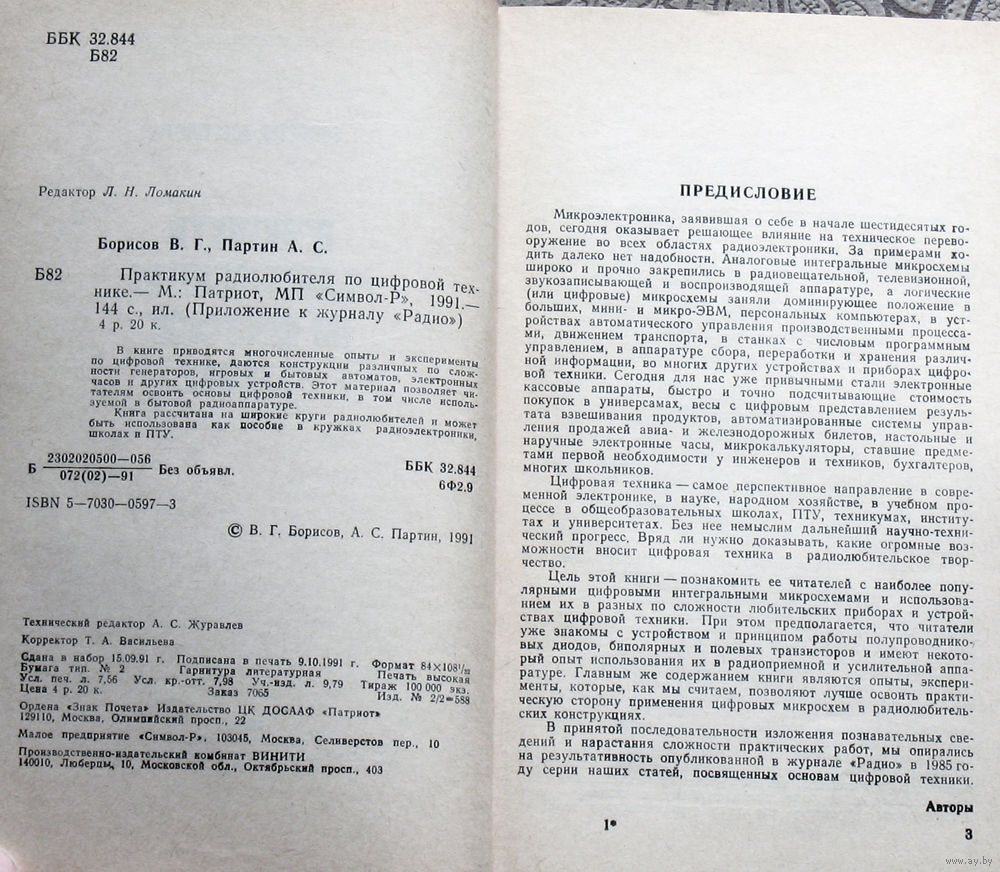 ББК 32.844
Б82
Редактор Л. Н. Ломакин
Борисов В. Г., Партин А. С.
Б82 Практикум радиолюбителя по цифровой тех-
нике.— М.: Патриот, МП «Символ-Р», 1991.—
144 с., ил. (Приложение к журналу «Радио»)
4 р. 20 к.
В книге приводятся многочисленные опыты и эксперименты
по цифровой технике, даются конструкции различных по слож-
ности генераторов, игровых и бытовых автоматов, электронных
часов и других цифровых устройств. Этот материал позволяет чи-
тателям освоить основы цифровой техники, в том числе исполь-
зуемой в бытовой радиоаппаратуре.
Книга рассчитана на широкие круги радиолюбителей и может
быть использована как пособие в кружках радиоэлектроники,
школах и ПТУ.
2302020500—056
Б Без объявл.
072(02)—91
ББК 32.844
6Ф2.9
ISBN 5—7030—0597—3
© В. Г. Борисов, А. С. Партин, 1991
Технический редактор А. С. Журавлев
Корректор Т. А. Васильева
Сдана в набор 15.09.91 г. Подписана в печать 9.10.1991 г. Формат 84×108¹/₃₂
Бумага тип. № 2 Гарнитура литературная Печать высокая
Усл. печ. л. 7,56 Усл. кр.-отт. 7,98 Уч.-изд. л. 9,79 Тираж 100 000 экз.
Цена 4 р. 20 к. Заказ 7065 Изд. № 2/2=588
Ордена «Знак Почета» Издательство ЦК ДОСААФ «Патриот»
129110, Москва, Олимпийский просп., 22
Малое предприятие «Символ-Р», 103045, Москва, Селиверстов пер., 10
Производственно-издательский комбинат ВИНИТИ
140010, Люберцы, 10, Московской обл., Октябрьский просп., 403
ПРЕДИСЛОВИЕ
Микроэлектроника, заявившая о себе в начале шестидесятых го-
дов, сегодня оказывает решающее влияние на техническое перево-
оружение во всех областях радиоэлектроники. За примерами хо-
дить далеко нет надобности. Аналоговые интегральные микросхемы
широко и прочно закрепились в радиовещательной, телевизионной,
звукозаписывающей и воспроизводящей аппаратуре, а логические
(или цифровые) микросхемы заняли доминирующее положение в
больших, мини- и микро-ЭВМ, персональных компьютерах, в уст-
ройствах автоматического управления производственными процесса-
ми, движением транспорта, в станках с числовым программным
управлением, в аппаратуре сбора, переработки и хранения различ-
ной информации, во многих других устройствах и приборах цифро-
вой техники. Сегодня для нас уже привычными стали электронные
кассовые аппараты, быстро и точно подсчитывающие стоимость
покупок в универсамах, весы с цифровым представлением резуль-
тата взвешивания продуктов, автоматизированные системы управ-
ления продажей авиа- и железнодорожных билетов, настольные и
наручные электронные часы, микрокалькуляторы, ставшие предме-
тами первой необходимости у инженеров и техников, бухгалтеров,
многих школьников.
Цифровая техника — самое перспективное направление в совре-
менной электронике, в науке, народном хозяйстве, в учебном про-
цессе в общеобразовательных школах, ПТУ, техникумах, институ-
тах и университетах. Без нее немыслим дальнейший научно-техни-
ческий прогресс. Вряд ли нужно доказывать, какие огромные воз-
можности вносит цифровая техника в радиолюбительское твор-
чество.
Цель этой книги — познакомить ее читателей с наиболее попу-
лярными цифровыми интегральными микросхемами и использова-
нием их в разных по сложности любительских приборах и устрой-
ствах цифровой техники. При этом предполагается, что читатели
уже знакомы с устройством и принципом работы полупроводнико-
вых диодов, биполярных и полевых транзисторов и имеют некото-
рый опыт использования их в радиоприемной и усилительной аппа-
ратуре. Главным же содержанием книги являются опыты, экспери-
менты, которые, как мы считаем, позволяют лучше освоить практи-
ческую сторону применения цифровых микросхем в радиолюбитель-
ских конструкциях.
В принятой последовательности изложения познавательных све-
дений и нарастания сложности практических работ, мы опирались
на результативность опубликованной в журнале «Радио» в 1985 го-
ду серии наших статей, посвященных основам цифровой техники.
Авторы
1*
3
www.ay.by